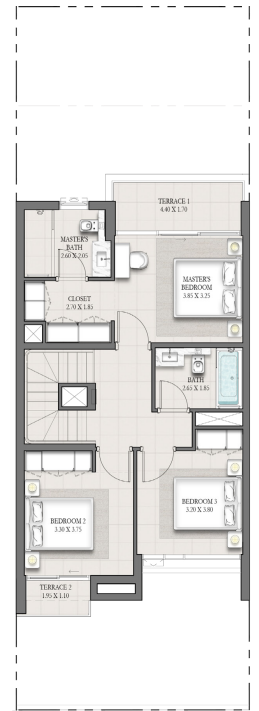 TERRACE 1
4.40 X 1.70
MASTER'S
BATH
2.60 X 2.05
MASTER'S
BEDROOM
3.85 X 3.25
CLOSET
2.70 X 1.85
BATH
2.65 X 1.85
BEDROOM 3
3.20 X 3.80
BEDROOM 2
3.30 X 3.75
TERRACE 2
1.95 X 1.10